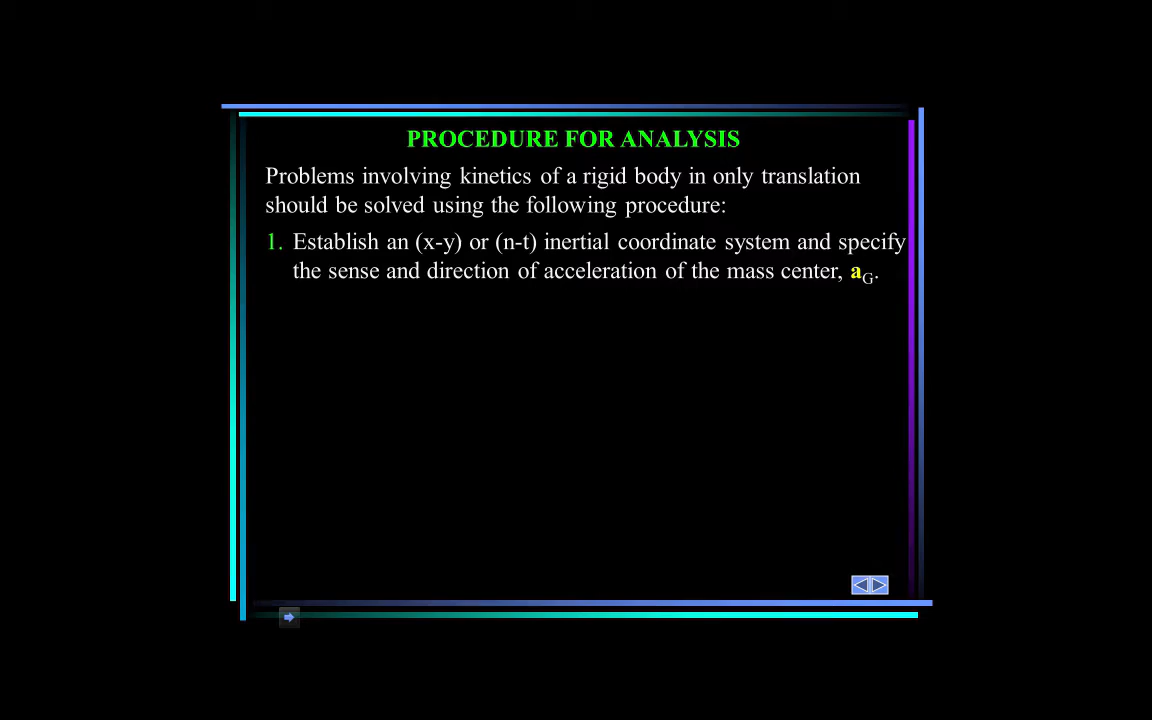 PROCEDURE FOR ANALYSIS
Problems involving kinetics of a rigid body in only translation
should be solved using the following procedure:
1. Establish an (x-y) or (n-t) inertial coordinate system and specify
the sense and direction of acceleration of the mass center, aG.